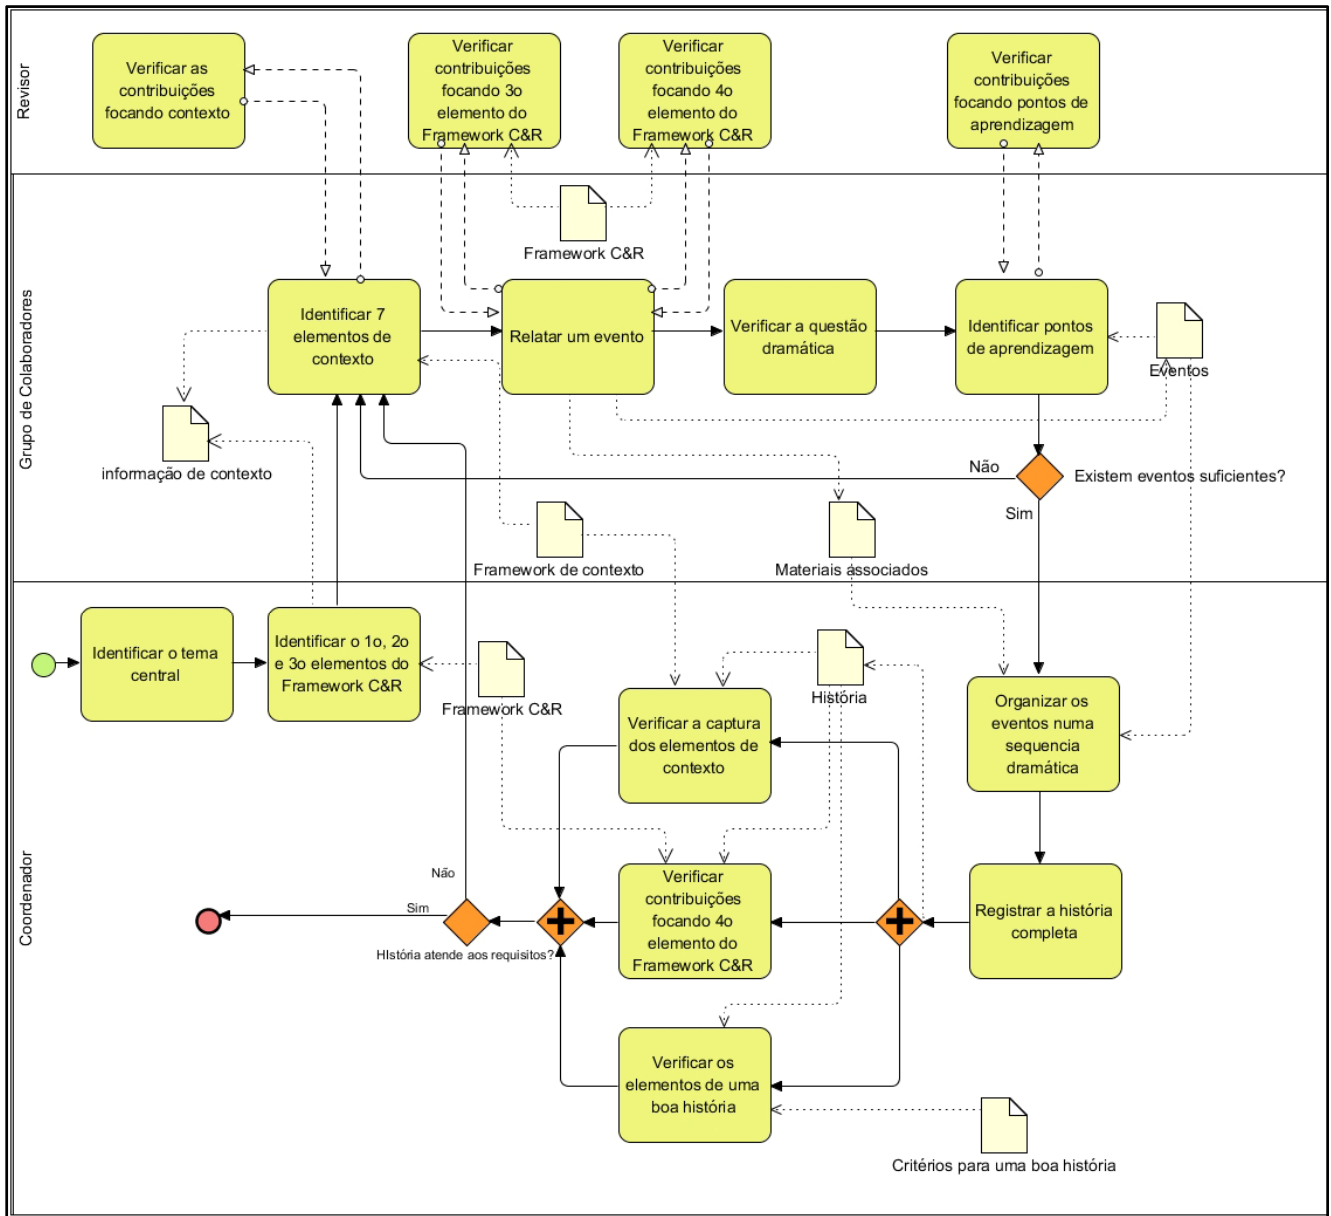 Revisor
Verificar as
contribuições
focando contexto
Verificar
contribuições
focando 3o
elemento do
Framework C&R
Verificar
contribuições
focando 4o
elemento do
Framework C&R
Verificar
contribuições
focando pontos de
aprendizagem
Grupo de Colaboradores
Framework C&R
Identificar 7
elementos de
contexto
Relatar um evento
Verificar a questão
dramática
Identificar pontos
de aprendizagem
Eventos
informação de contexto
Não
Existem eventos suficientes?
Sim
Framework de contexto
Materiais associados
Coordenador
Identificar o tema
central
Identificar o 1o, 2o
e 3o elementos do
Framework C&R
Framework C&R
História
Verificar a captura
dos elementos de
contexto
Organizar os
eventos numa
sequencia
dramática
Não
Sim
HIstória atende aos requisitos?
Verificar
contribuições
focando 4o
elemento do
Framework C&R
Registrar a história
completa
Verificar os
elementos de uma
boa história
Critérios para uma boa história